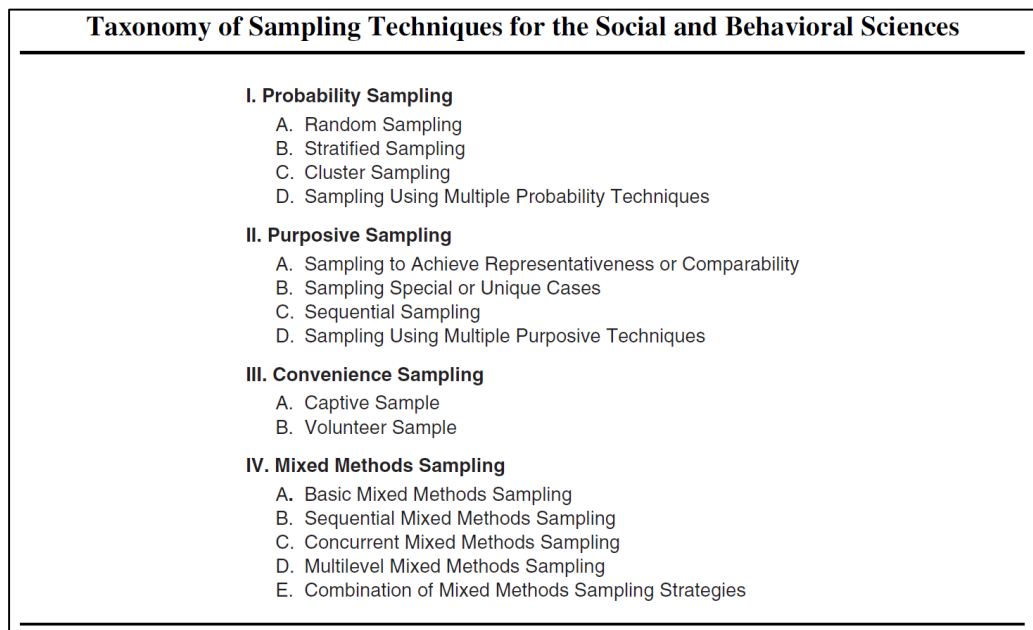 Taxonomy of Sampling Techniques for the Social and Behavioral Sciences
I. Probability Sampling
A. Random Sampling
B. Stratified Sampling
C. Cluster Sampling
D. Sampling Using Multiple Probability Techniques
II. Purposive Sampling
A. Sampling to Achieve Representativeness or Comparability
B. Sampling Special or Unique Cases
C. Sequential Sampling
D. Sampling Using Multiple Purposive Techniques
III. Convenience Sampling
A. Captive Sample
B. Volunteer Sample
IV. Mixed Methods Sampling
A. Basic Mixed Methods Sampling
B. Sequential Mixed Methods Sampling
C. Concurrent Mixed Methods Sampling
D. Multilevel Mixed Methods Sampling
E. Combination of Mixed Methods Sampling Strategies